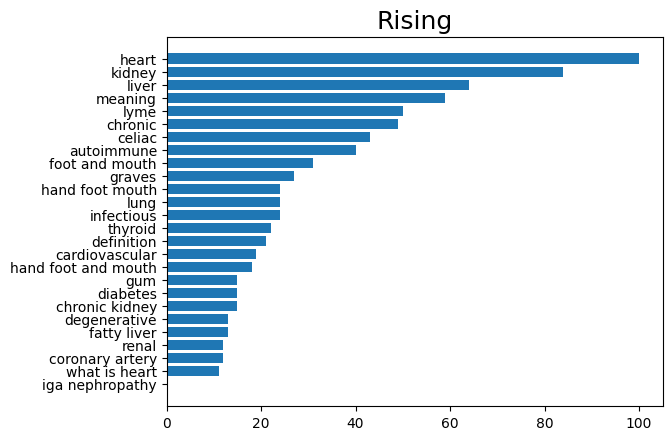 Rising
heart
kidney
liver
meaning
lyme
chronic
celiac
autoimmune
foot and mouth
graves
hand foot mouth
lung
infectious
thyroid
definition
cardiovascular
hand foot and mouth
gum
diabetes
chronic kidney
degenerative
fatty liver
renal
coronary artery
what is heart
iga nephropathy
0 20 40 60 80 100